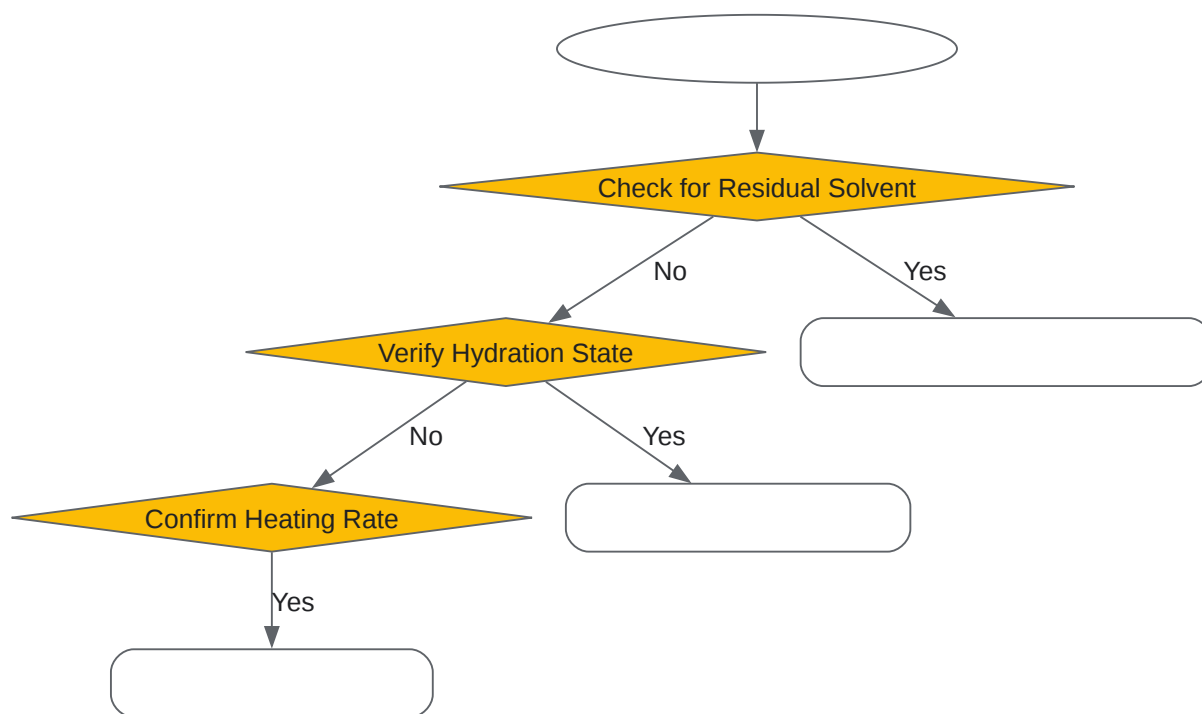 Check for Residual Solvent
No
Yes
Verify Hydration State
No
Yes
Confirm Heating Rate
Yes